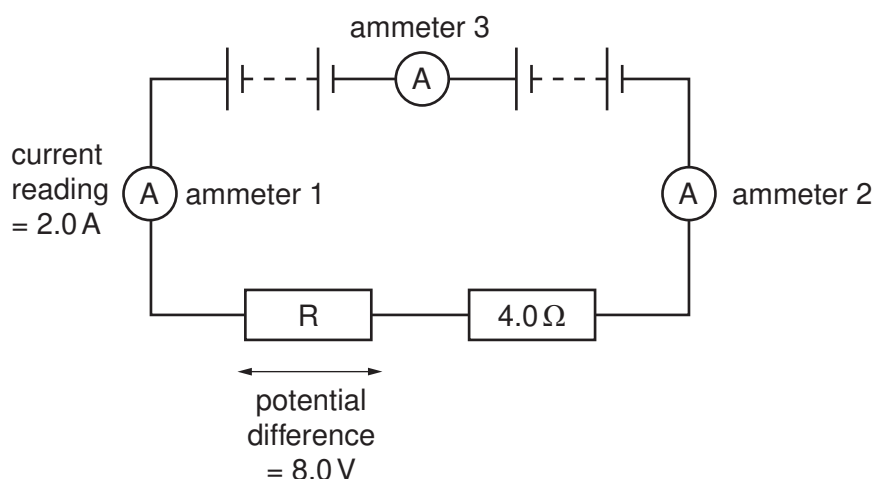 ammeter 3
A
current
reading
= 2.0 A
A
ammeter 1
A
ammeter 2
R
4.0 Ω
potential
difference
= 8.0 V